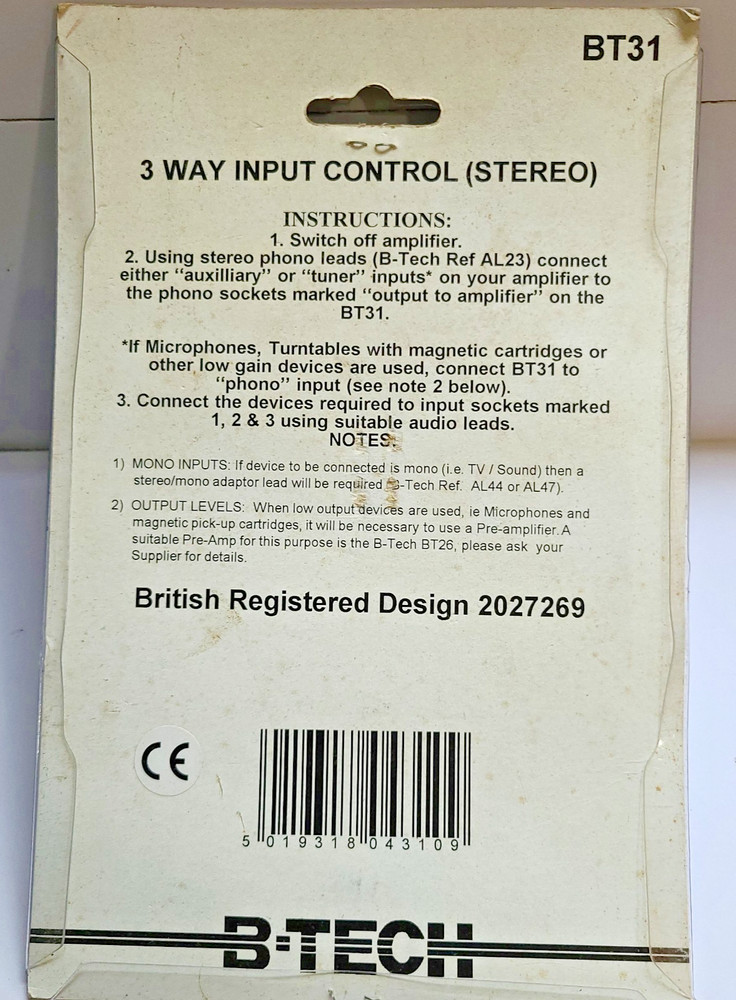 BT31
3 WAY INPUT CONTROL (STEREO)
INSTRUCTIONS:
1. Switch off amplifier.
2. Using stereo phono leads (B-Tech Ref AL23) connect
either “auxilliary” or “tuner” inputs* on your amplifier to
the phono sockets marked “output to amplifier” on the
BT31.
*If Microphones, Turntables with magnetic cartridges or
other low gain devices are used, connect BT31 to
“phono” input (see note 2 below).
3. Connect the devices required to input sockets marked
1, 2 & 3 using suitable audio leads.
NOTES:
1) MONO INPUTS: If device to be connected is mono (i.e. TV / Sound) then a
stereo/mono adaptor lead will be required B-Tech Ref. AL44 or AL47).
2) OUTPUT LEVELS: When low output devices are used, ie Microphones and
magnetic pick-up cartridges, it will be necessary to use a Pre-amplifier. A
suitable Pre-Amp for this purpose is the B-Tech BT26, please ask your
Supplier for details.
British Registered Design 2027269
CE
5 019318 043109
B-TECH